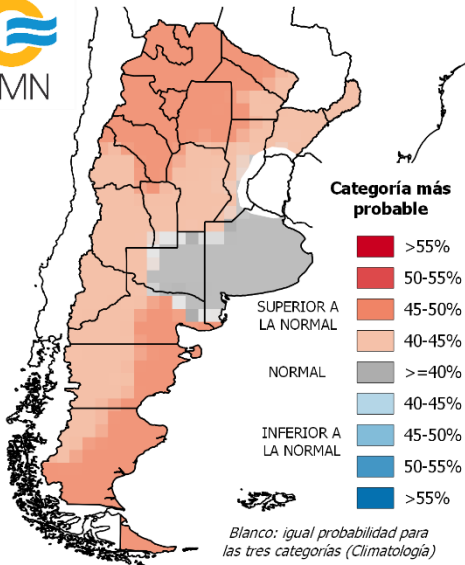 SMN
Categoría más
probable
>55%
50-55%
45-50%
SUPERIOR A
LA NORMAL
40-45%
NORMAL
>=40%
40-45%
INFERIOR A
LA NORMAL
45-50%
50-55%
>55%
Blanco: igual probabilidad para
las tres categorías (Climatología)